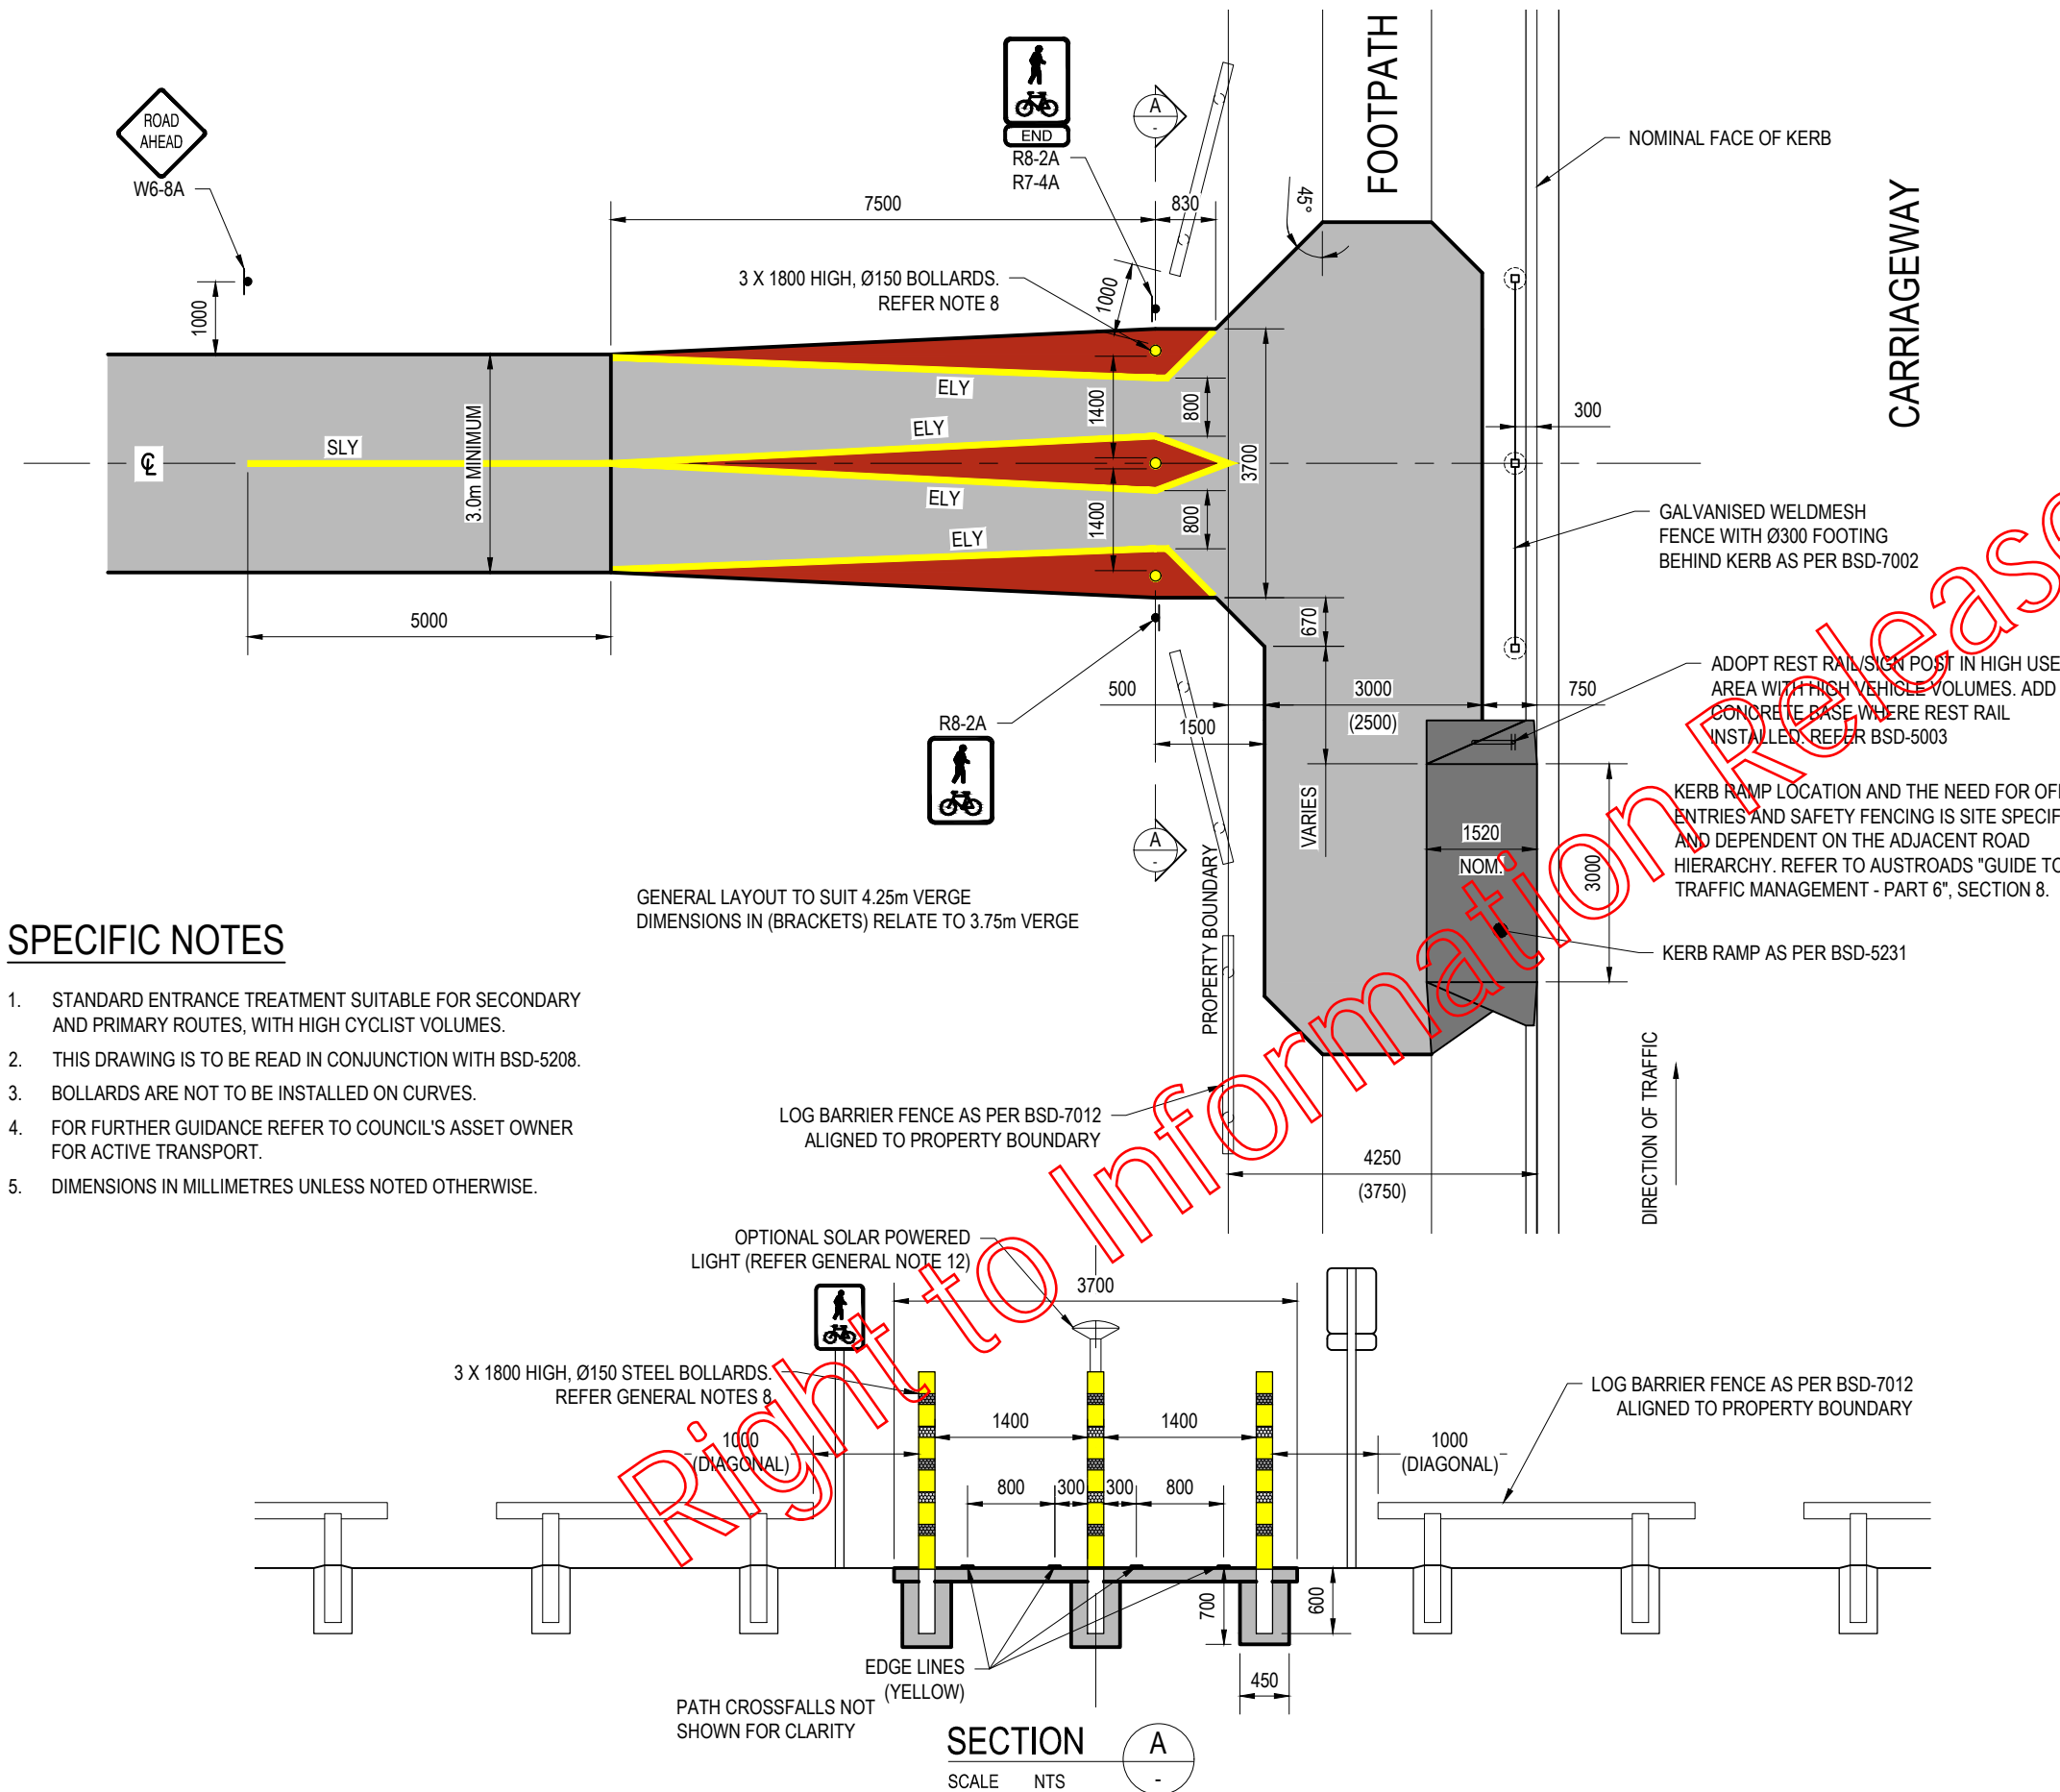 FOOTPATH
CARRIAGEWAY
ROAD
AHEAD
W6-8A
END
R8-2A
R7-4A
A
-
45°
NOMINAL FACE OF KERB
7500
830
1000
1000
3 X 1800 HIGH, Ø150 BOLLARDS.
REFER NOTE 8
ELY
ELY
ELY
ELY
SLY
℄
3.0m MINIMUM
1400
1400
800
800
3700
300
5000
670
GALVANISED WELDMESH
FENCE WITH Ø300 FOOTING
BEHIND KERB AS PER BSD-7002
ADOPT REST RAIL/SIGN POST IN HIGH USE
AREA WITH HIGH VEHICLE VOLUMES. ADD
CONCRETE BASE WHERE REST RAIL
INSTALLED. REFER BSD-5003
500
3000
(2500)
750
1500
R8-2A
VARIES
A
-
1520
NOM.
3000
KERB RAMP LOCATION AND THE NEED FOR
ENTRIES AND SAFETY FENCING IS SITE
AND DEPENDENT ON THE ADJACENT ROAD
HIERARCHY. REFER TO AUSTROADS "GUIDE TO
TRAFFIC MANAGEMENT - PART 6", SECTION 8.
KERB RAMP AS PER BSD-5231
PROPERTY BOUNDARY
GENERAL LAYOUT TO SUIT 4.25m VERGE
DIMENSIONS IN (BRACKETS) RELATE TO 3.75m VERGE
SPECIFIC NOTES
1. STANDARD ENTRANCE TREATMENT SUITABLE FOR SECONDARY
AND PRIMARY ROUTES, WITH HIGH CYCLIST VOLUMES.
2. THIS DRAWING IS TO BE READ IN CONJUNCTION WITH BSD-5208.
3. BOLLARDS ARE NOT TO BE INSTALLED ON CURVES.
4. FOR FURTHER GUIDANCE REFER TO COUNCIL'S ASSET OWNER
FOR ACTIVE TRANSPORT.
5. DIMENSIONS IN MILLIMETRES UNLESS NOTED OTHERWISE.
LOG BARRIER FENCE AS PER BSD-7012
ALIGNED TO PROPERTY BOUNDARY
4250
(3750)
DIRECTION OF TRAFFIC
Right to Information
OPTIONAL SOLAR POWERED
LIGHT (REFER GENERAL NOTE 12)
3700
3 X 1800 HIGH, Ø150 STEEL BOLLARDS.
REFER GENERAL NOTES 8
1400
1400
1000
(DIAGONAL)
1000
(DIAGONAL)
800
300
300
800
LOG BARRIER FENCE AS PER BSD-7012
ALIGNED TO PROPERTY BOUNDARY
700
600
450
EDGE LINES
(YELLOW)
PATH CROSSFALLS NOT
SHOWN FOR CLARITY
SECTION
A
-
SCALE NTS